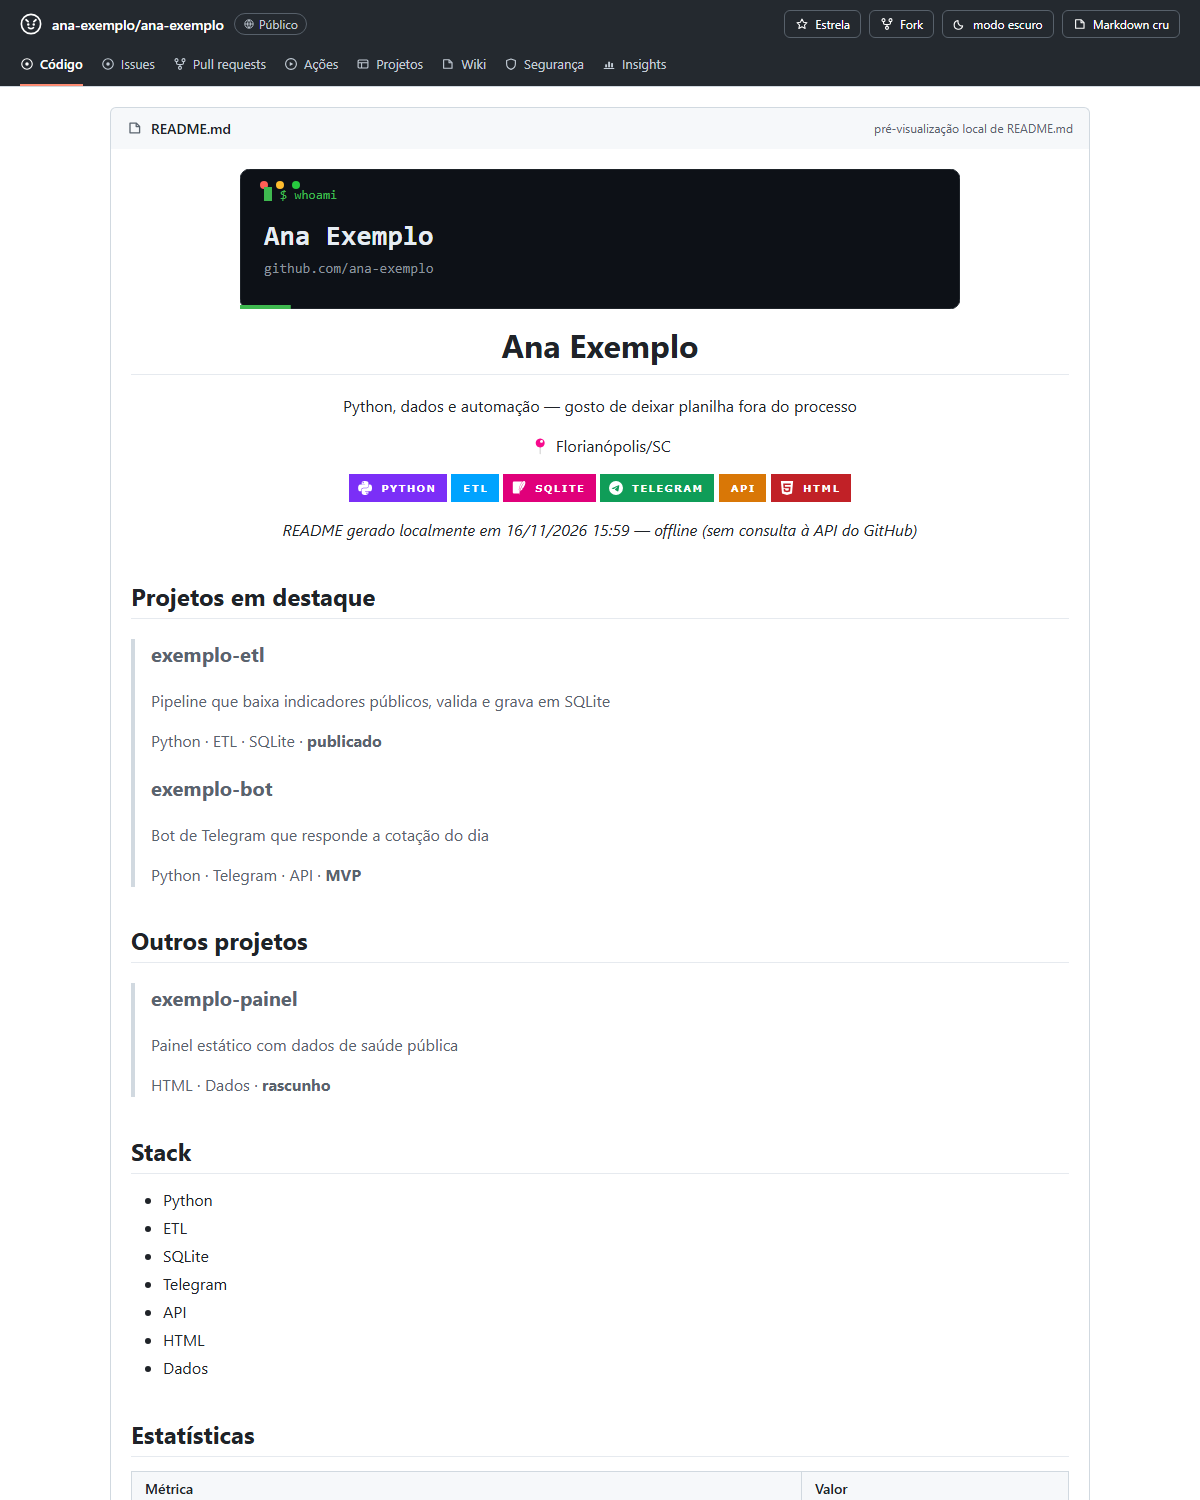 ana-exemplo/ana-exemplo Público Estrela Fork modo escuro Markdown cru
Código Issues Pull requests Ações Projetos Wiki Segurança Insights
README.md pré-visualização local de README.md
$ whoami
Ana Exemplo
github.com/ana-exemplo
Ana Exemplo
Python, dados e automação — gosto de deixar planilha fora do processo
Florianópolis/SC
PYTHON ETL SQLITE TELEGRAM API HTML
README gerado localmente em 16/11/2026 15:59 — offline (sem consulta à API do GitHub)
Projetos em destaque
exemplo-etl
Pipeline que baixa indicadores públicos, valida e grava em SQLite
Python · ETL · SQLite · publicado
exemplo-bot
Bot de Telegram que responde a cotação do dia
Python · Telegram · API · MVP
Outros projetos
exemplo-painel
Painel estático com dados de saúde pública
HTML · Dados · rascunho
Stack
Python
ETL
SQLite
Telegram
API
HTML
Dados
Estatísticas
Métrica Valor